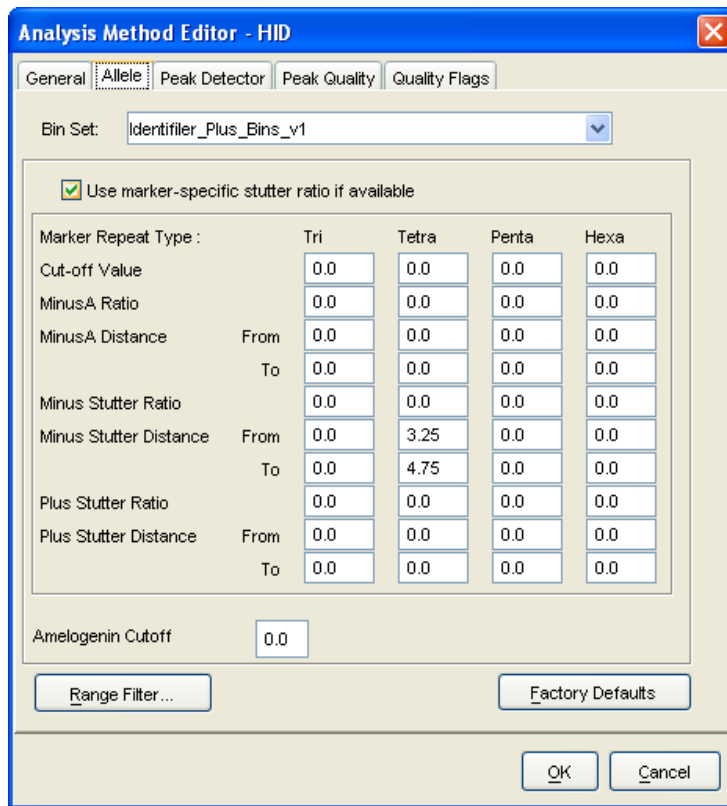 Analysis Method Editor - HID
General Allele Peak Detector Peak Quality Quality Flags
Bin Set: Identifiler_Plus_Bins_v1
Use marker-specific stutter ratio if available
Marker Repeat Type : Tri Tetra Penta Hexa
Cut-off Value 0.0 0.0 0.0 0.0
MinusA Ratio 0.0 0.0 0.0 0.0
MinusA Distance From 0.0 0.0 0.0 0.0
To 0.0 0.0 0.0 0.0
Minus Stutter Ratio 0.0 0.0 0.0 0.0
Minus Stutter Distance From 0.0 3.25 0.0 0.0
To 0.0 4.75 0.0 0.0
Plus Stutter Ratio 0.0 0.0 0.0 0.0
Plus Stutter Distance From 0.0 0.0 0.0 0.0
To 0.0 0.0 0.0 0.0
Amelogenin Cutoff 0.0
Range Filter... Factory Defaults
OK Cancel